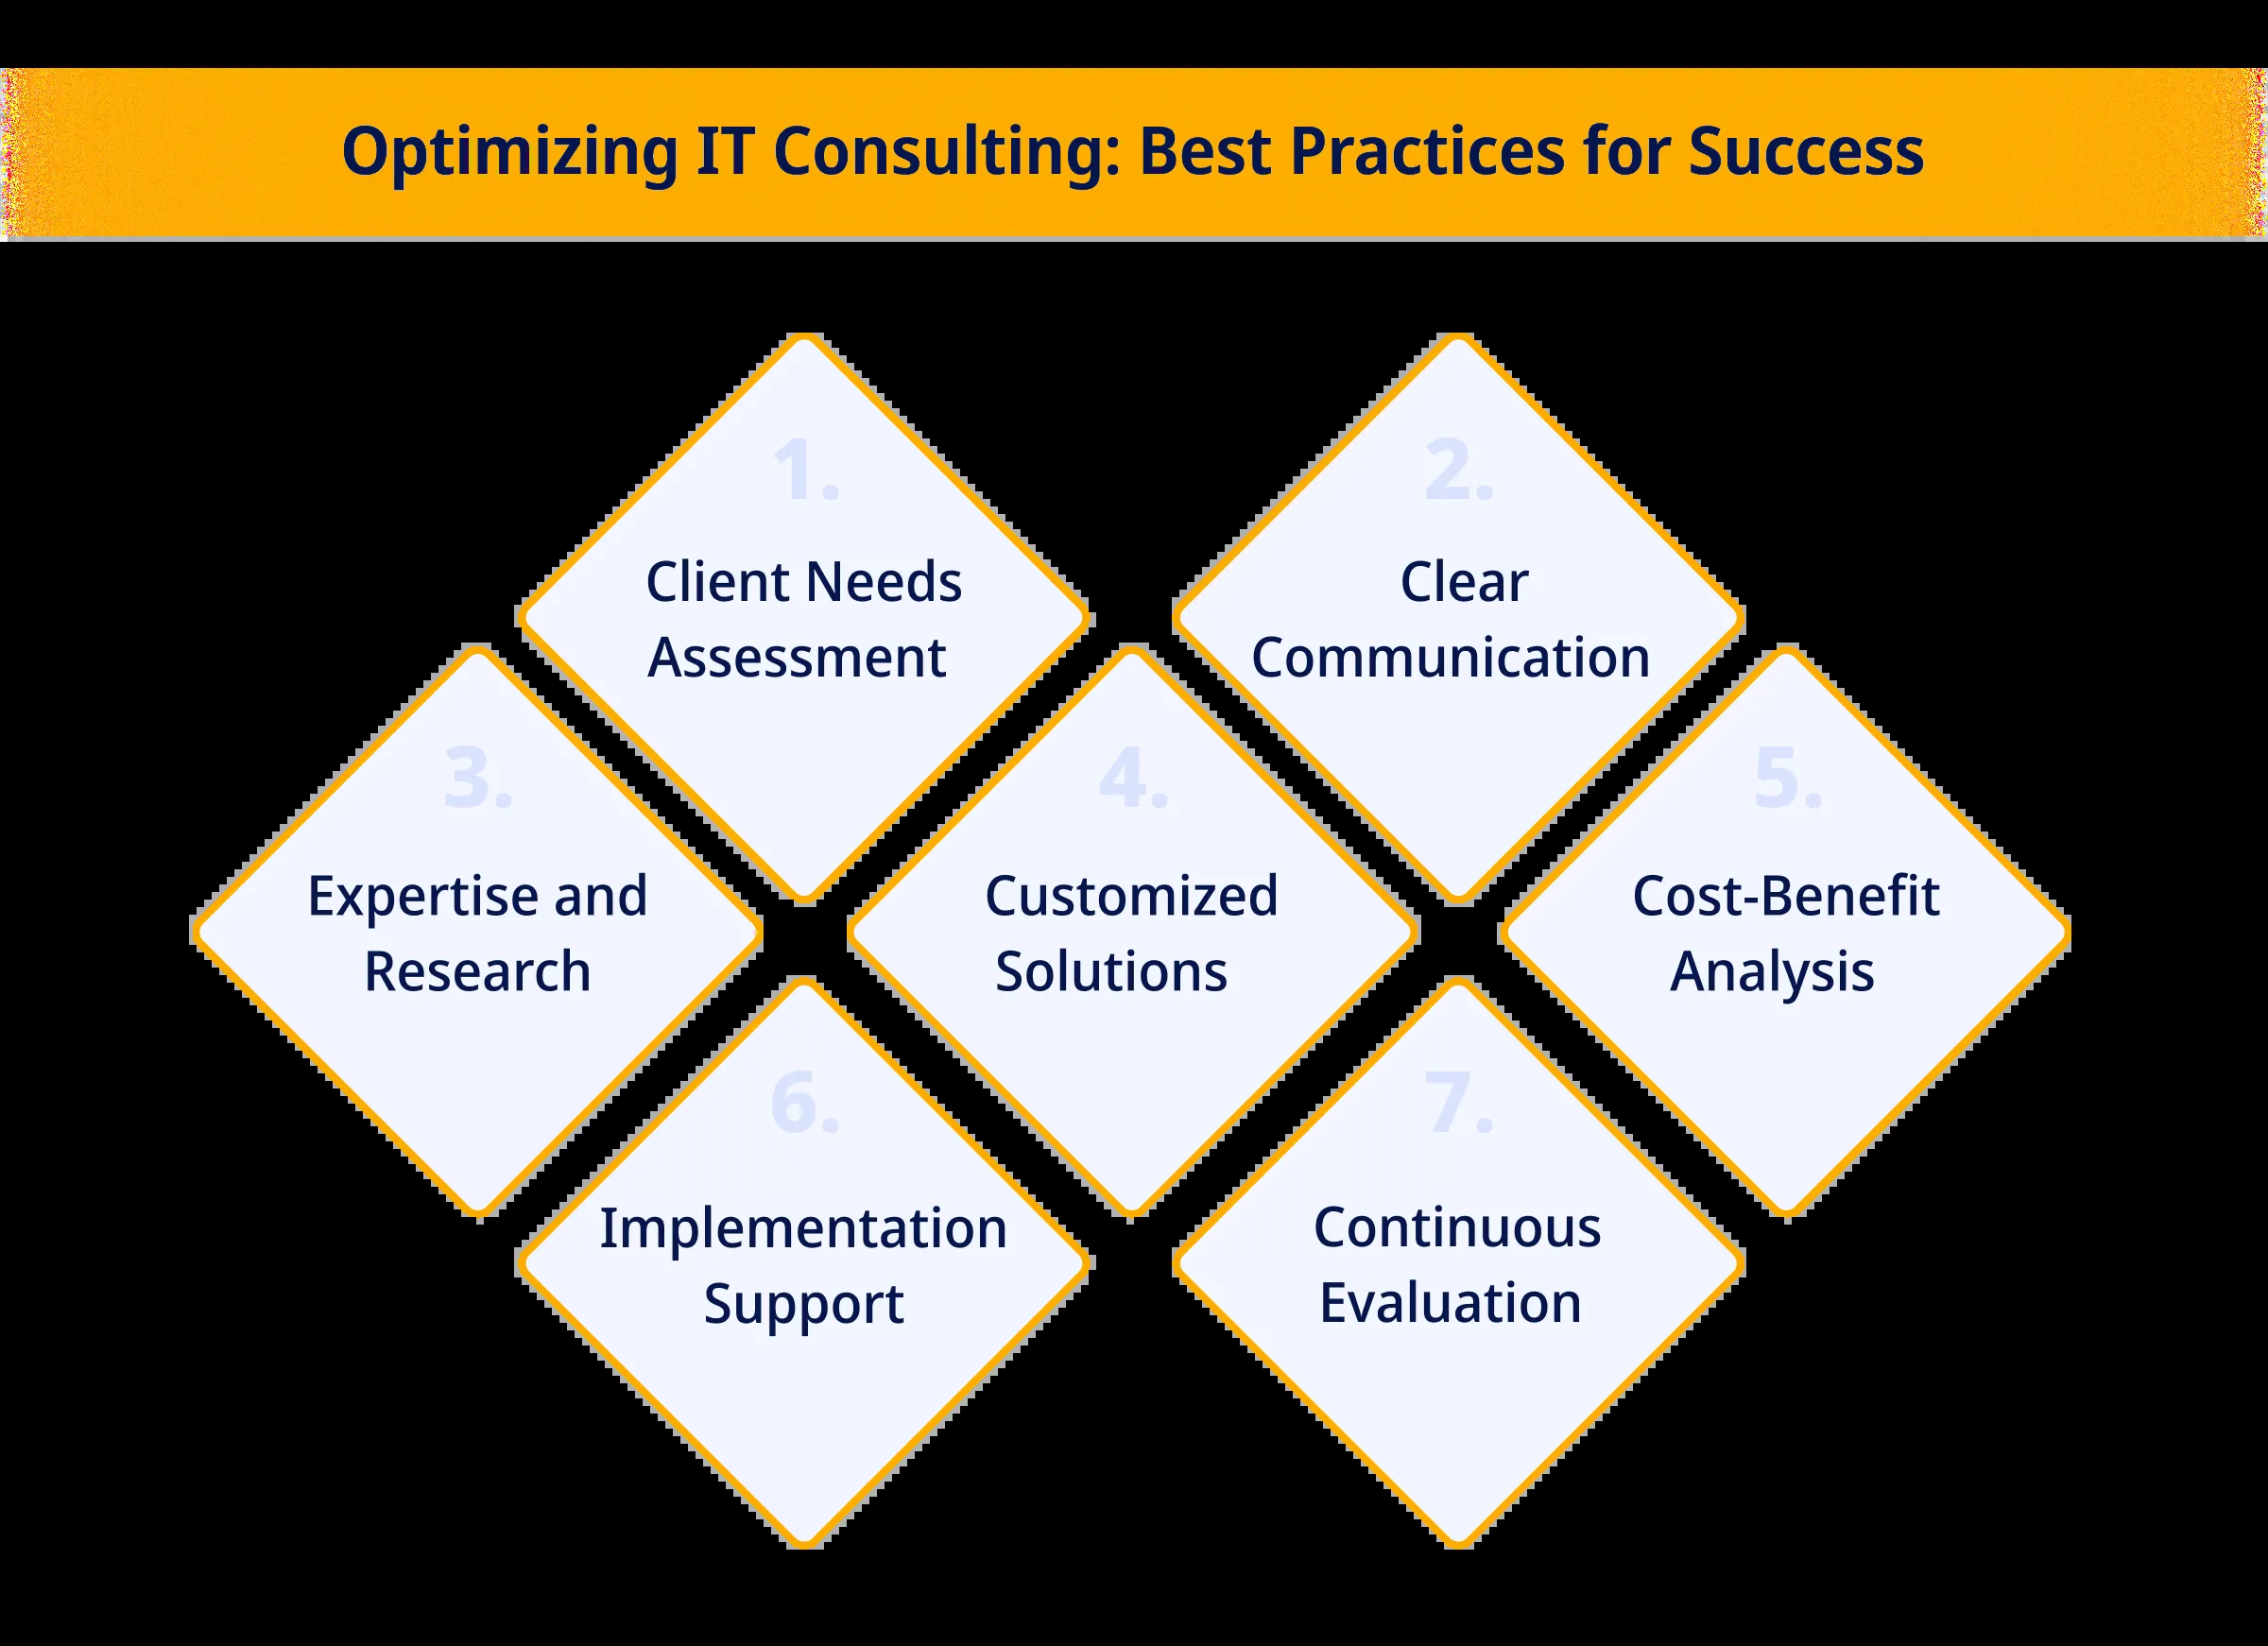 Optimizing IT Consulting: Best Practices for Success
1.
Client Needs
Assessment
2.
Clear
Communication
3.
Expertise and
Research
4.
Customized
Solutions
5.
Cost-Benefit
Analysis
6.
Implementation
Support
7.
Continuous
Evaluation